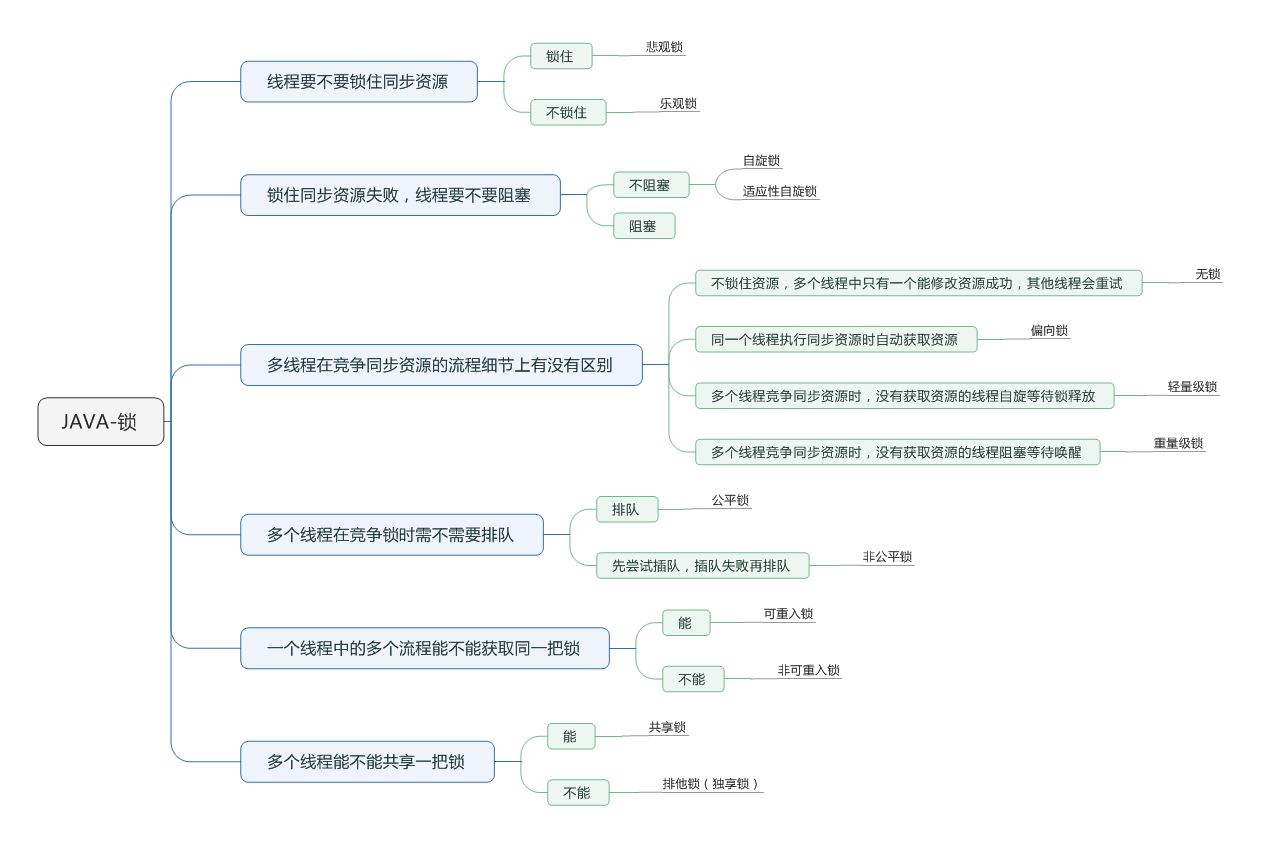 JAVA-锁
线程要不要锁住同步资源
锁住
悲观锁
不锁住
乐观锁
锁住同步资源失败，线程要不要阻塞
不阻塞
自旋锁
适应性自旋锁
阻塞
多线程在竞争同步资源的流程细节上有没有区别
不锁住资源，多个线程中只有一个能修改资源成功，其他线程会重试
无锁
同一个线程执行同步资源时自动获取资源
偏向锁
多个线程竞争同步资源时，没有获取资源的线程自旋等待锁释放
轻量级锁
多个线程竞争同步资源时，没有获取资源的线程阻塞等待唤醒
重量级锁
多个线程在竞争锁时需不需要排队
排队
公平锁
先尝试插队，插队失败再排队
非公平锁
一个线程中的多个流程能不能获取同一把锁
能
可重入锁
不能
非可重入锁
多个线程能不能共享一把锁
能
共享锁
不能
排他锁（独享锁）